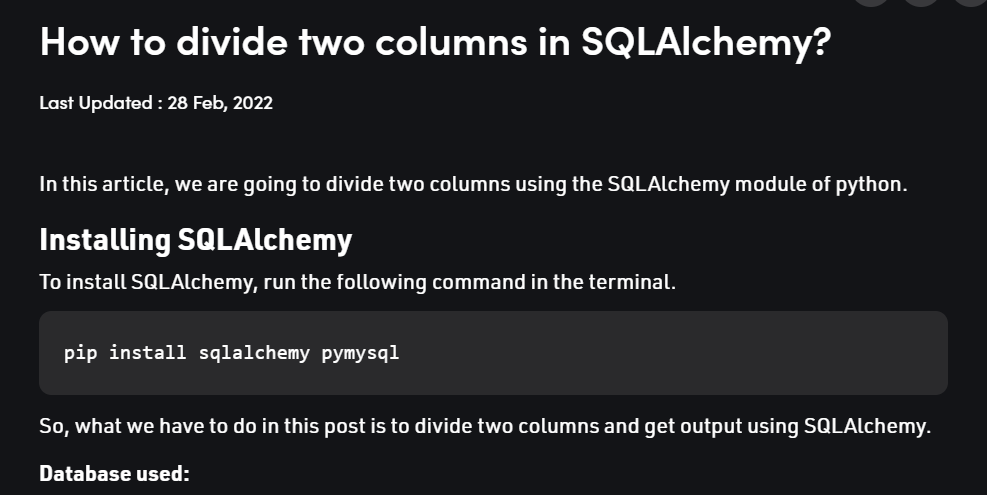 How to divide two columns in SQLAlchemy?
Last Updated : 28 Feb, 2022
In this article, we are going to divide two columns using the SQLAlchemy module of python.
Installing SQLAlchemy
To install SQLAlchemy, run the following command in the terminal.
pip install sqlalchemy pymysql
So, what we have to do in this post is to divide two columns and get output using SQLAlchemy.
Database used: